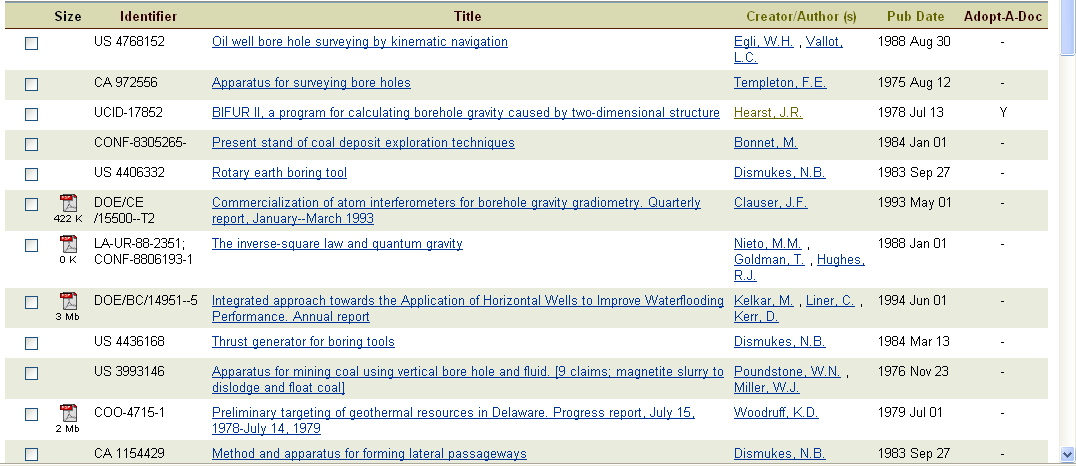 Size Identifier Title Creator/Author (s) Pub Date Adopt-A-Doc
US 4768152 Oil well bore hole surveying by kinematic navigation Egli, W.H. , Vallot, 1988 Aug 30 -
L.C.
CA 972556 Apparatus for surveying bore holes Templeton, F.E. 1975 Aug 12 -
UCID-17852 BIFUR II, a program for calculating borehole gravity caused by two-dimensional structure Hearst, J.R. 1978 Jul 13 Y
CONF-8305265- Present stand of coal deposit exploration techniques Bonnet, M. 1984 Jan 01 -
US 4406332 Rotary earth boring tool Dismukes, N.B. 1983 Sep 27 -
DOE/CE Commercialization of atom interferometers for borehole gravity gradiometry. Quarterly Clauser, J.F. 1993 May 01 -
422 K /15500--T2 report, January--March 1993
LA-UR-88-2351; The inverse-square law and quantum gravity Nieto, M.M. , 1988 Jan 01 -
0 K CONF-8806193-1 Goldman, T. , Hughes,
R.J.
DOE/BC/14951--5 Integrated approach towards the Application of Horizontal Wells to Improve Waterflooding Kelkar, M. , Liner, C. , 1994 Jun 01 -
3 Mb Performance. Annual report Kerr, D.
US 4436168 Thrust generator for boring tools Dismukes, N.B. 1984 Mar 13 -
US 3993146 Apparatus for mining coal using vertical bore hole and fluid. [9 claims; magnetite slurry to Poundstone, W.N. , 1976 Nov 23 -
dislodge and float coal] Miller, W.J.
COO-4715-1 Preliminary targeting of geothermal resources in Delaware. Progress report, July 15, Woodruff, K.D. 1979 Jul 01 -
2 Mb 1978-July 14, 1979
CA 1154429 Method and apparatus for forming lateral passageways Dismukes, N.B. 1983 Sep 27 -